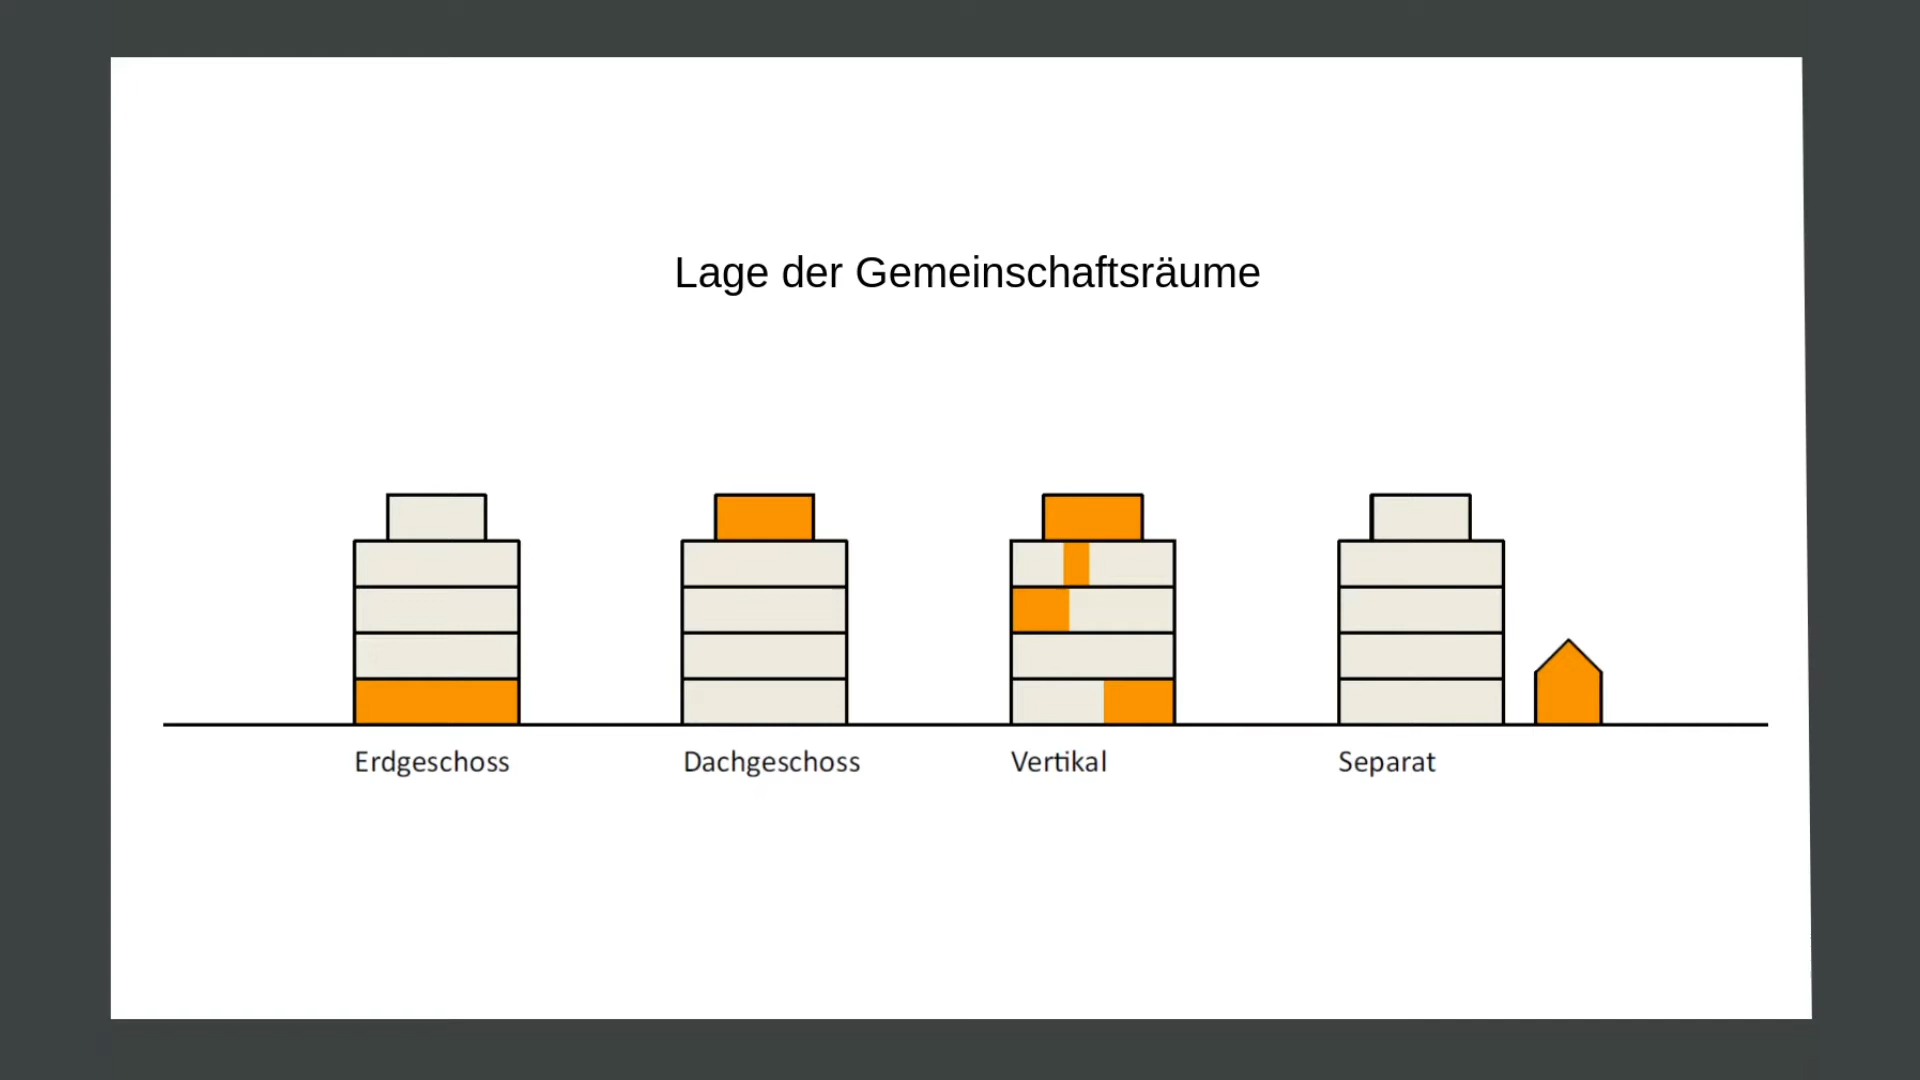 Lage der Gemeinschaftsräume
Erdgeschoss
Dachgeschoss
Vertikal
Separat